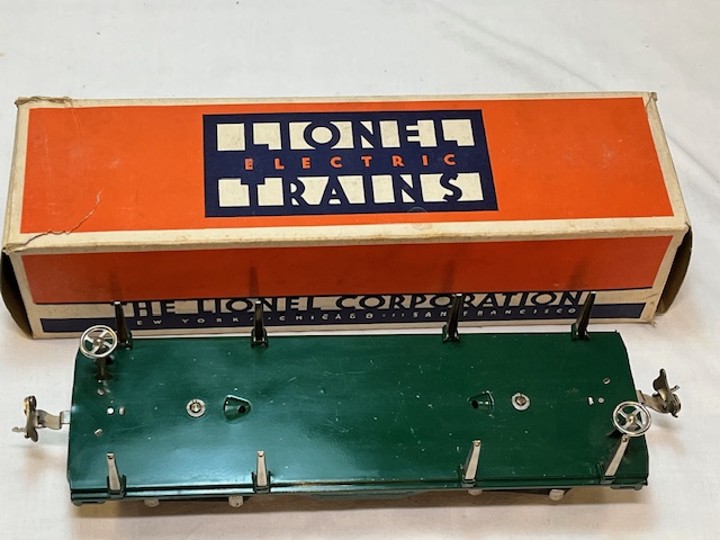 LIONEL
ELECTRIC
TRAINS
THE LIONEL CORPORATION
NEW YORK · CHICAGO · SAN FRANCISCO